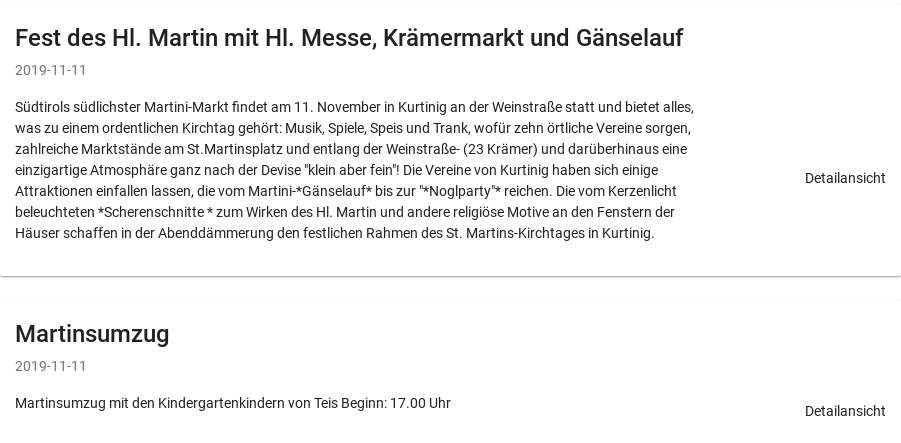 Fest des Hl. Martin mit Hl. Messe, Krämermarkt und Gänselauf
2019-11-11
Südtirols südlichster Martini-Markt findet am 11. November in Kurtinig an der Weinstraße statt und bietet alles,
was zu einem ordentlichen Kirchtag gehört: Musik, Spiele, Speis und Trank, wofür zehn örtliche Vereine sorgen,
zahlreiche Marktstände am St.Martinsplatz und entlang der Weinstraße- (23 Krämer) und darüberhinaus eine
einzigartige Atmosphäre ganz nach der Devise "klein aber fein"! Die Vereine von Kurtinig haben sich einige
Attraktionen einfallen lassen, die vom Martini-*Gänselauf* bis zur "*Noglparty"* reichen. Die vom Kerzenlicht
beleuchteten *Scherenschnitte * zum Wirken des Hl. Martin und andere religiöse Motive an den Fenstern der
Häuser schaffen in der Abenddämmerung den festlichen Rahmen des St. Martins-Kirchtages in Kurtinig.
Detailansicht
Martinsumzug
2019-11-11
Martinsumzug mit den Kindergartenkindern von Teis Beginn: 17.00 Uhr
Detailansicht